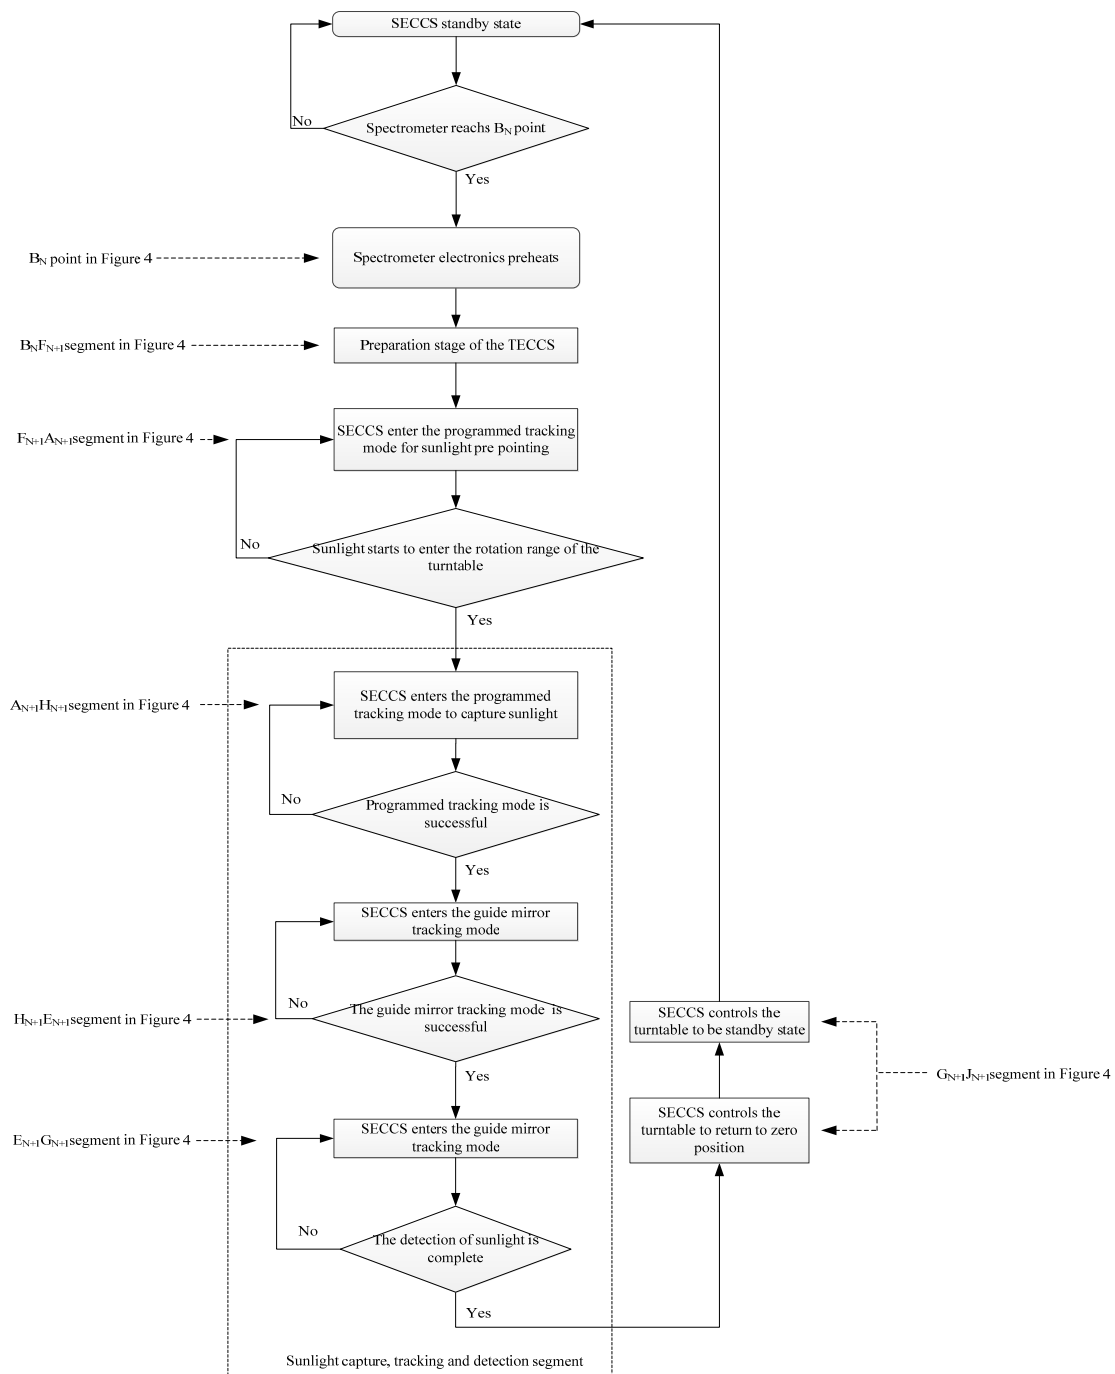 SECCS standby state
No
Spectrometer reachs BN point
Yes
BN point in Figure 4
Spectrometer electronics preheats
BNFN+1segment in Figure 4
Preparation stage of the TECCS
FN+1AN+1segment in Figure 4
SECCS enter the programmed tracking
mode for sunlight pre pointing
No
Sunlight starts to enter the rotation range of the
turntable
Yes
AN+1HN+1segment in Figure 4
SECCS enters the programmed
tracking mode to capture sunlight
No
Programmed tracking mode is
successful
Yes
SECCS enters the guide mirror
tracking mode
No
The guide mirror tracking mode is
successful
HN+1EN+1segment in Figure 4
Yes
SECCS controls the
turntable to be standby state
GN+1JN+1segment in Figure 4
SECCS controls the
turntable to return to zero
position
EN+1GN+1segment in Figure 4
SECCS enters the guide mirror
tracking mode
No
The detection of sunlight is
complete
Yes
Sunlight capture, tracking and detection segment